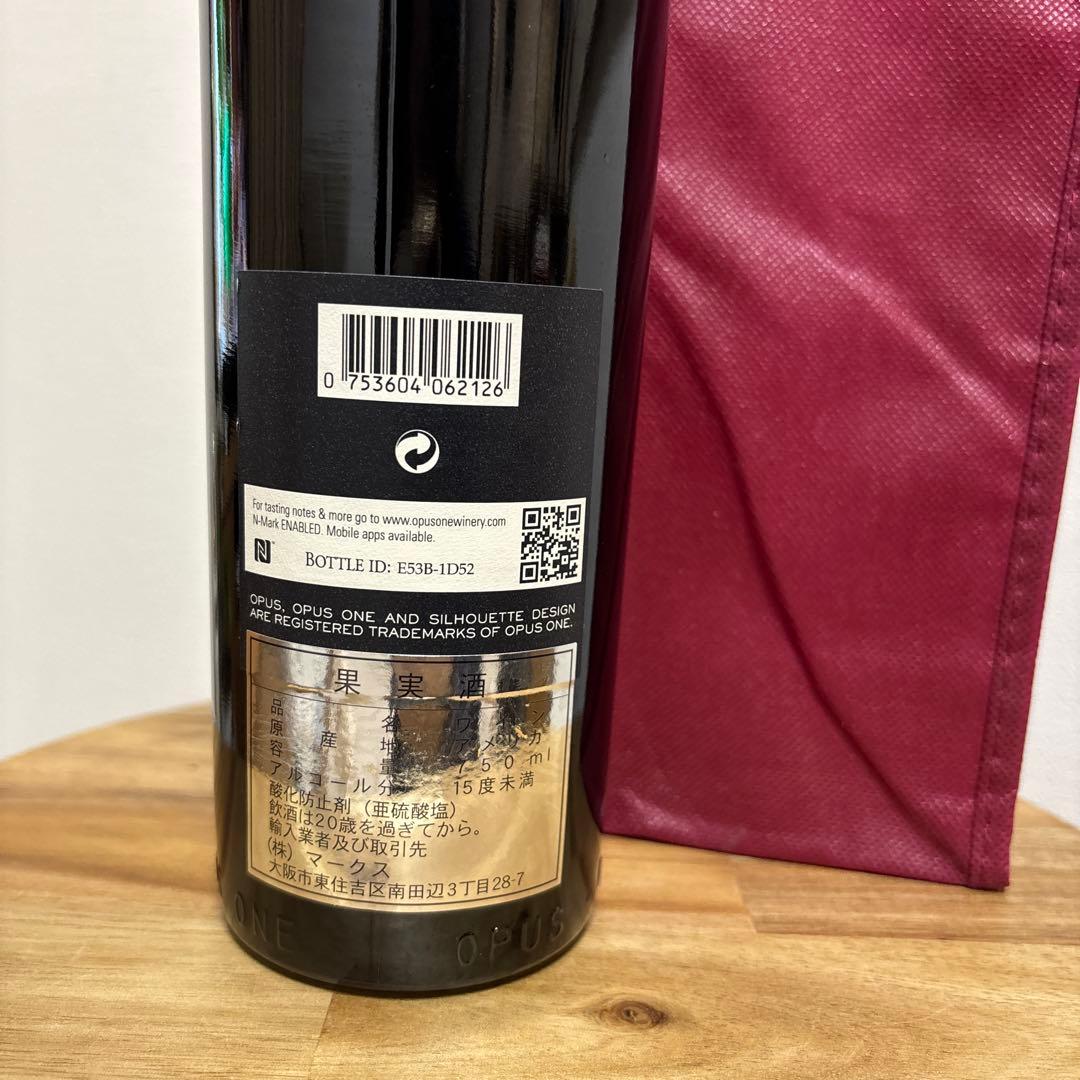 0 753604 062126
For tasting notes & more go to www.opusonewinery.com
N-Mark ENABLED. Mobile apps available.
BOTTLE ID: E53B-1D52
OPUS, OPUS ONE AND SILHOUETTE DESIGN
ARE REGISTERED TRADEMARKS OF OPUS ONE.
果実酒
品名 ワイン
原産地 アメリカ
容量 750ml
アルコール分 15度未満
酸化防止剤(亜硫酸塩)
飲酒は20歳を過ぎてから。
輸入業者及び取引先
(株)マークス
大阪市東住吉区南田辺3丁目28-7
ONE OPUS